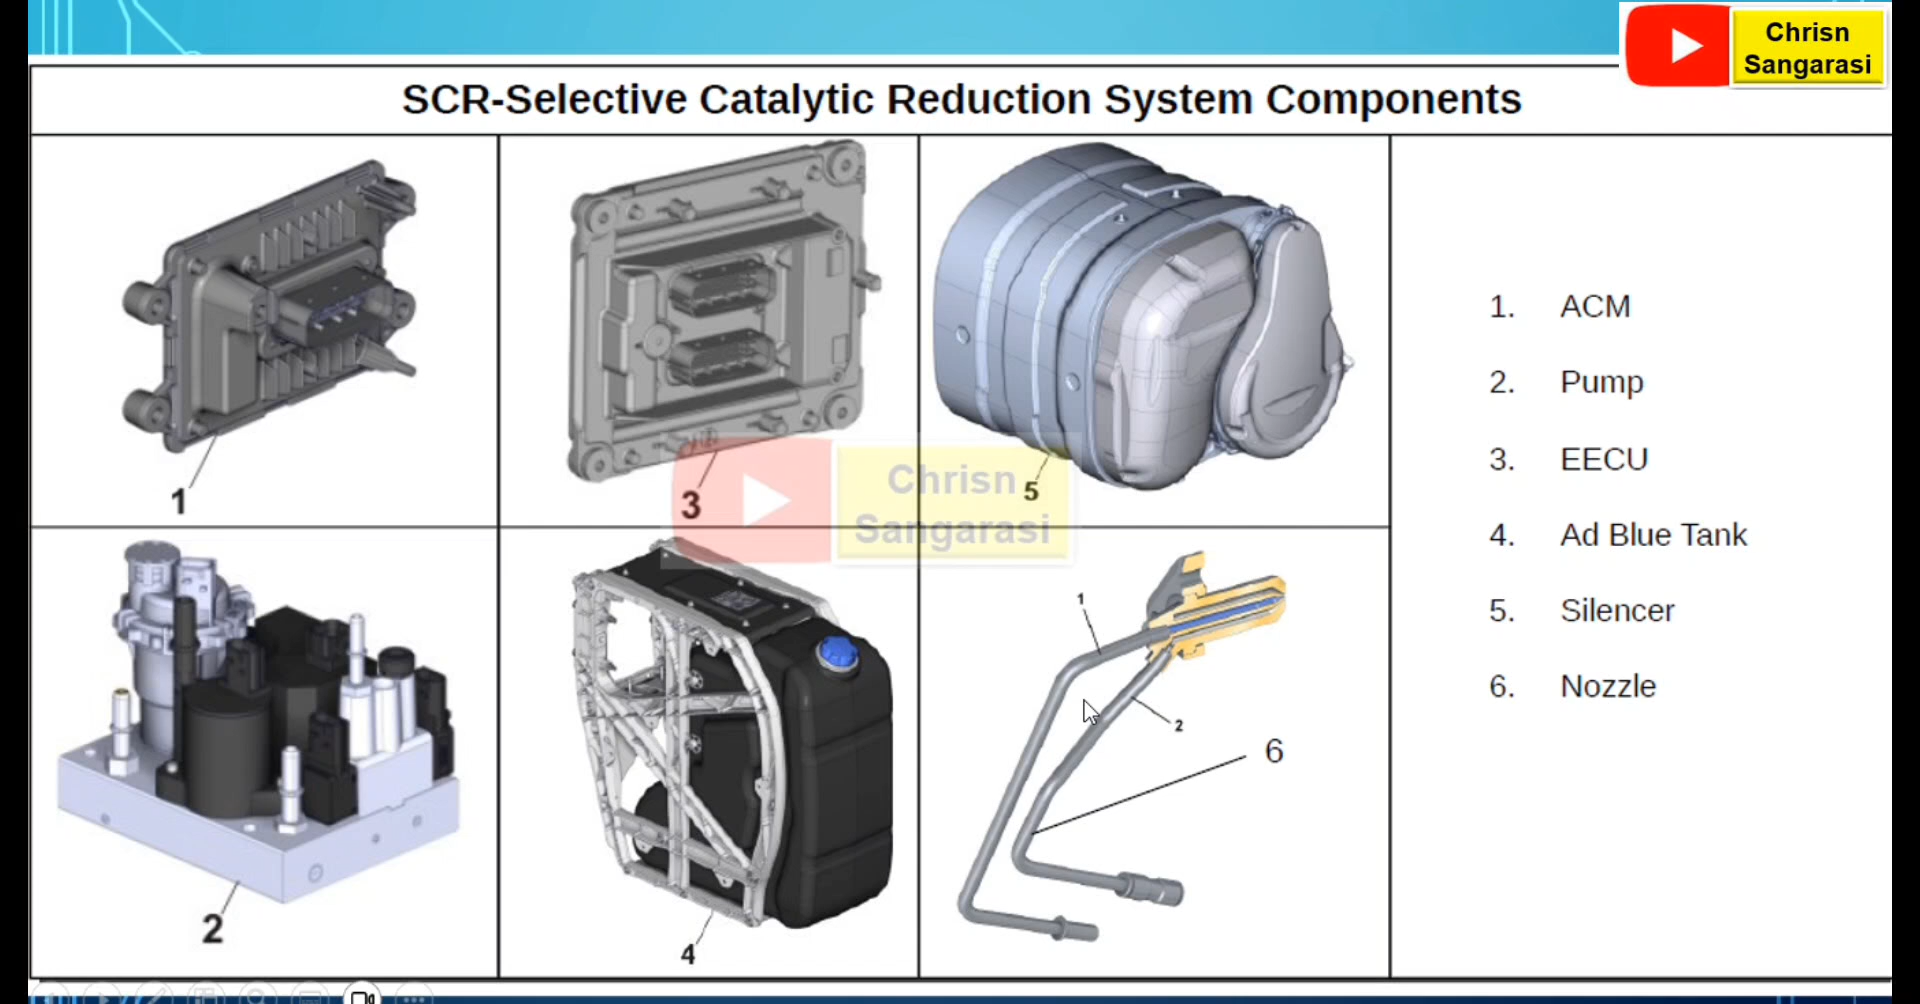 Chrisn
Sangarasi
SCR-Selective Catalytic Reduction System Components
1
3
5
Chrisn
Sangarasi
2
4
1
2
6
1. ACM
2. Pump
3. EECU
4. Ad Blue Tank
5. Silencer
6. Nozzle